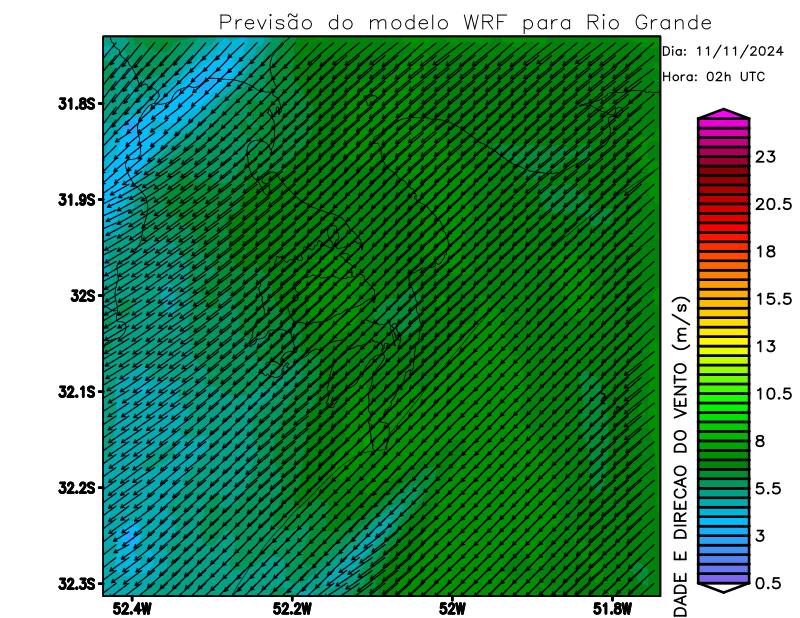 Previsão do modelo WRF para Rio Grande
Dia: 11/11/2024
Hora: 02h UTC
31.8S
31.9S
32S
32.1S
32.2S
32.3S
52.4W
52.2W
52W
51.8W
DADE E DIRECAO DO VENTO (m/s)
23
20.5
18
15.5
13
10.5
8
5.5
3
0.5